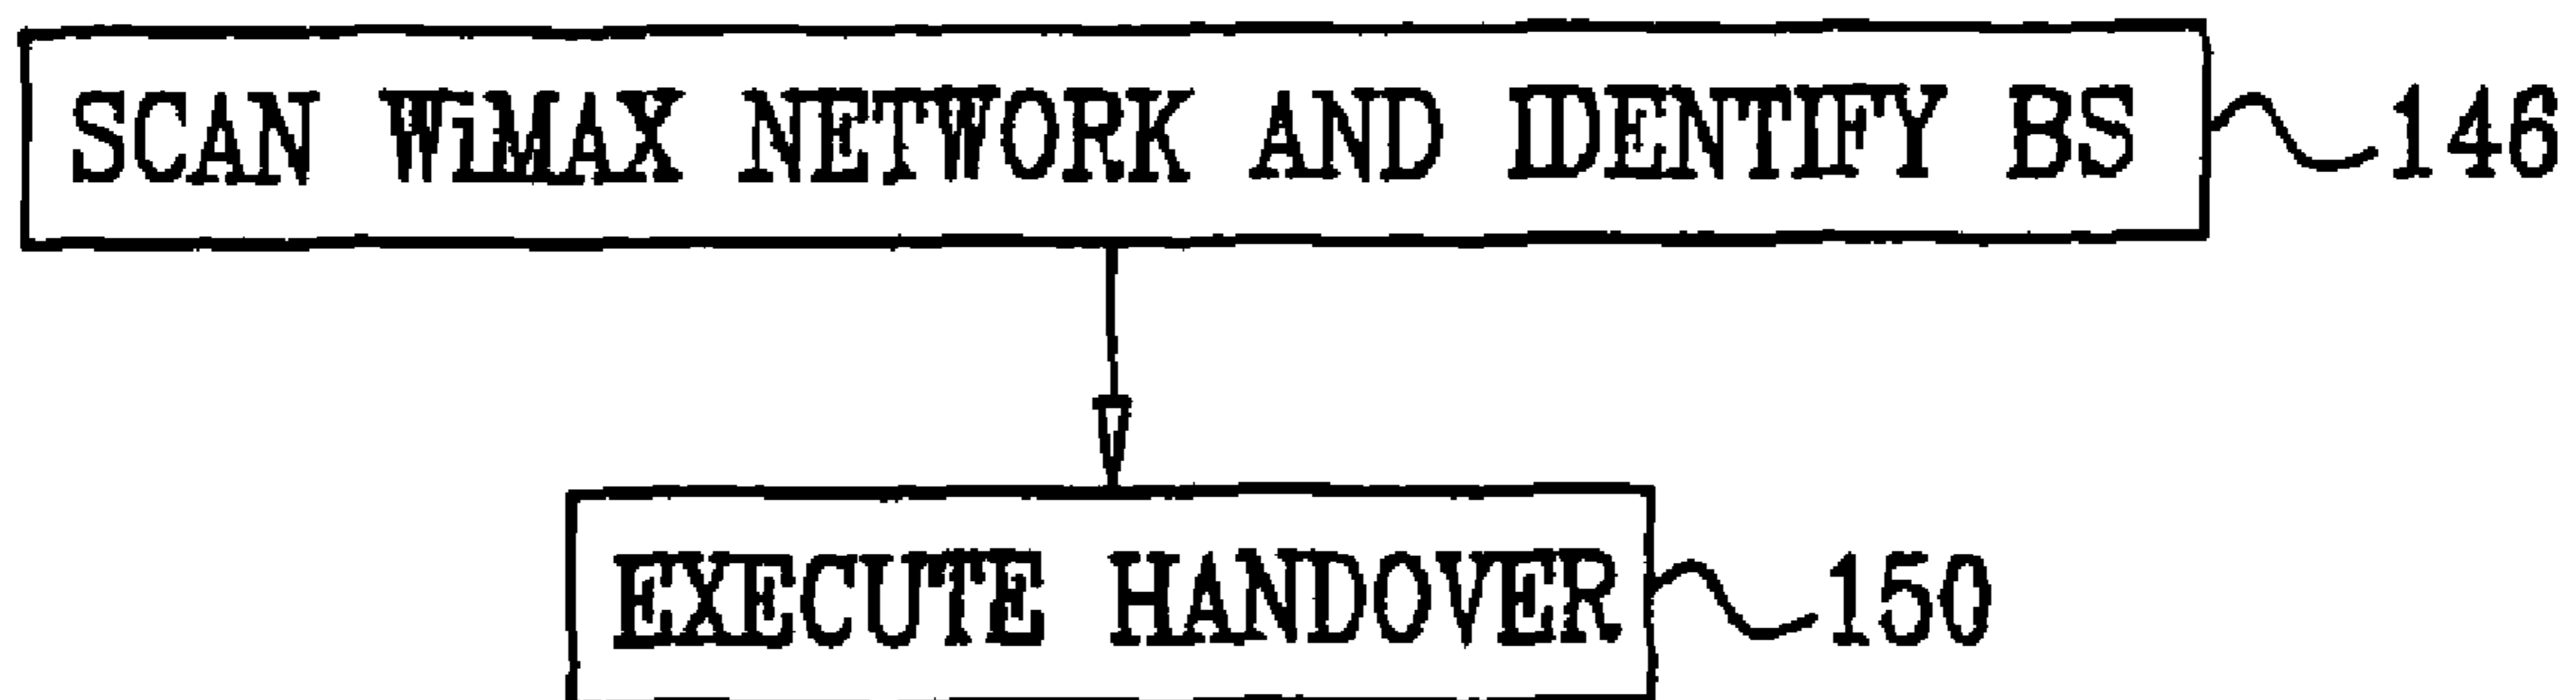 SCAN WiMAX NETWORK AND IDENTIFY BS 146
EXECUTE HANDOVER 150